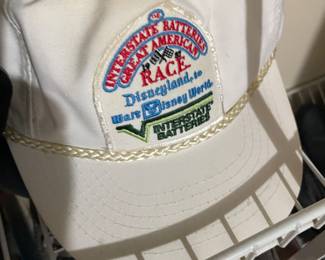 INTERSTATE BATTERIES
GREAT AMERICAN
RACE
Disneyland, to
Walt Disney World
INTERSTATE
BATTERIES